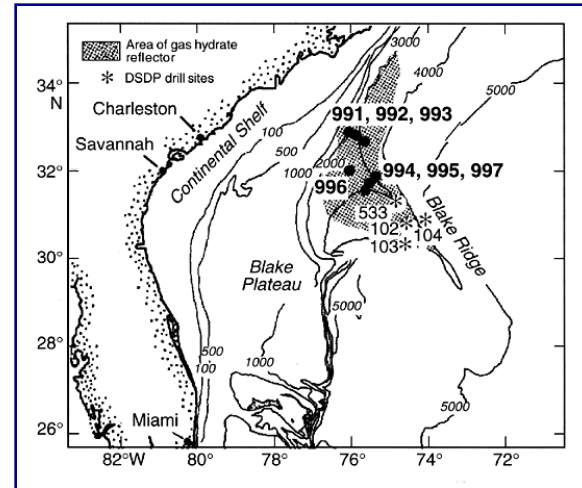 Area of gas hydrate
reflector
DSDP drill sites
34°
N
32°
30°
28°
26°
Charleston
Savannah
Continental Shelf
100
500
1000
2000
3000
4000
5000
991, 992, 993
994, 995, 997
996
533
102
103
104
Blake Ridge
Blake
Plateau
5000
500
100
1000
5000
Miami
82°W
80°
78°
76°
74°
72°